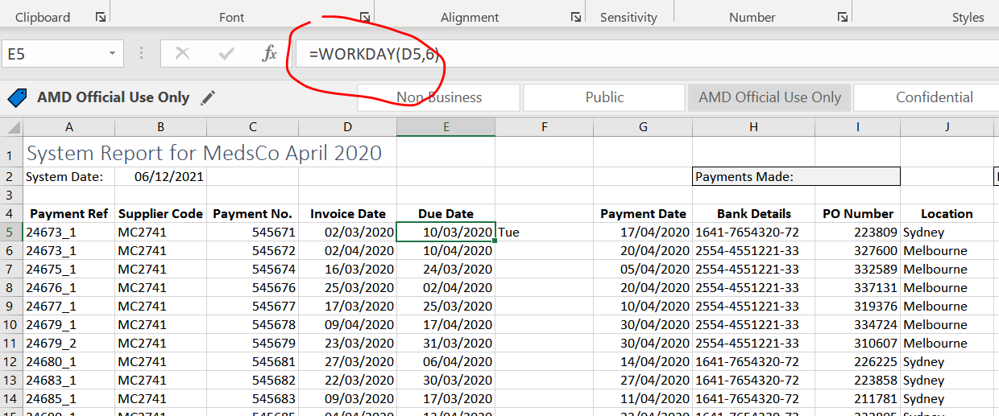 Clipboard Font Alignment Sensitivity Number Styles
E5 fx =WORKDAY(D5,6)
AMD Official Use Only Non Business Public AMD Official Use Only Confidential
A B C D E F G H I J
1 System Report for MedsCo April 2020
2 System Date: 06/12/2021 Payments Made:
3
4 Payment Ref Supplier Code Payment No. Invoice Date Due Date Payment Date Bank Details PO Number Location
5 24673_1 MC2741 545671 02/03/2020 10/03/2020 Tue 17/04/2020 1641-7654320-72 223809 Sydney
6 24673_1 MC2741 545672 02/04/2020 10/04/2020 20/04/2020 2554-4551221-33 327600 Melbourne
7 24675_1 MC2741 545674 16/03/2020 24/03/2020 05/04/2020 2554-4551221-33 332589 Melbourne
8 24676_1 MC2741 545676 25/03/2020 02/04/2020 20/04/2020 2554-4551221-33 337131 Melbourne
9 24677_1 MC2741 545677 17/03/2020 25/03/2020 10/04/2020 2554-4551221-33 319376 Melbourne
10 24679_1 MC2741 545678 09/04/2020 17/04/2020 30/04/2020 2554-4551221-33 334724 Melbourne
11 24679_2 MC2741 545679 23/03/2020 31/03/2020 30/04/2020 2554-4551221-33 310607 Melbourne
12 24680_1 MC2741 545681 27/03/2020 06/04/2020 14/04/2020 1641-7654320-72 226225 Sydney
13 24683_1 MC2741 545682 22/03/2020 30/03/2020 27/04/2020 1641-7654320-72 223858 Sydney
14 24685_1 MC2741 545683 09/03/2020 17/03/2020 11/04/2020 1641-7654320-72 211781 Sydney